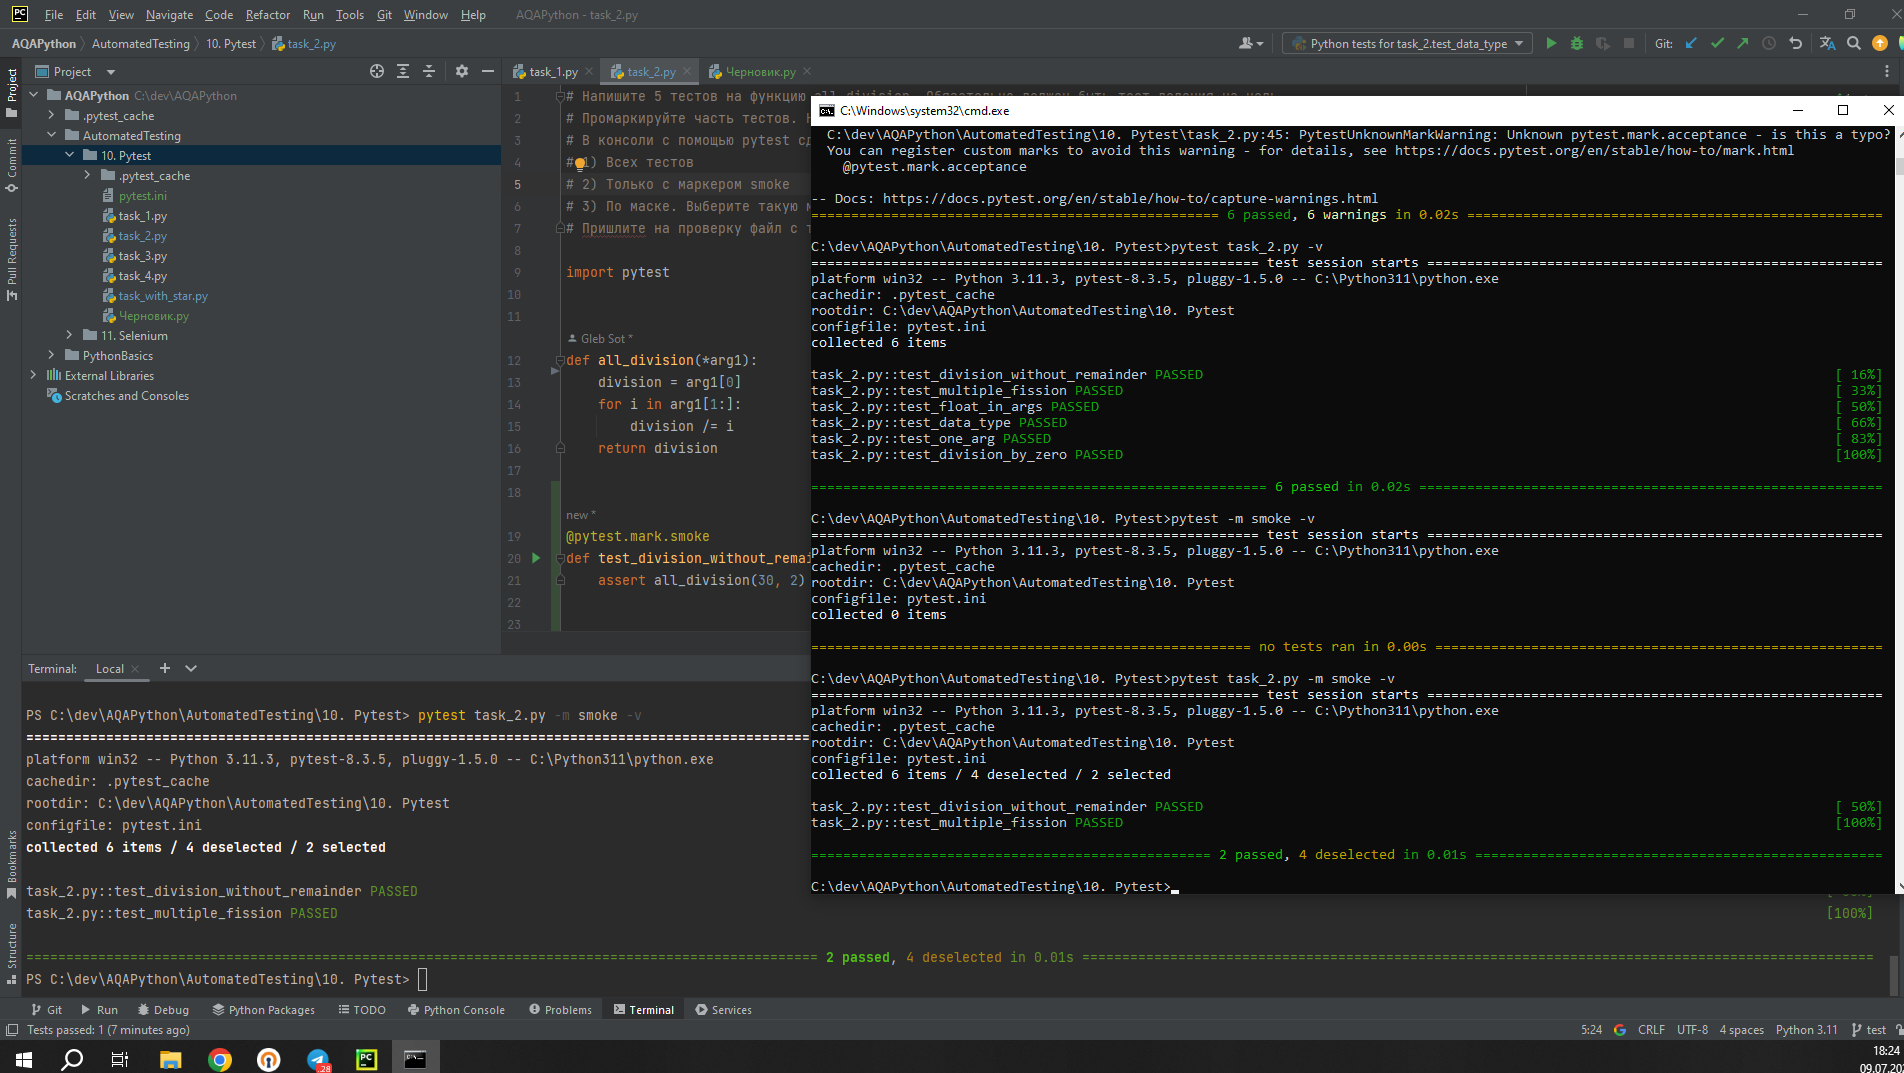 File Edit View Navigate Code Refactor Run Tools Git Window Help AQAPython - task_2.py
AQAPython AutomatedTesting 10. Pytest task_2.py
Python tests for task_2.test_data_type Git:
Project
task_1.py task_2.py Черновик.py
AQAPython C:\dev\AQAPython
.pytest_cache
AutomatedTesting
10. Pytest
.pytest_cache
pytest.ini
task_1.py
task_2.py
task_3.py
task_4.py
task_with_star.py
Черновик.py
11. Selenium
PythonBasics
External Libraries
Scratches and Consoles
Project
Commit
Pull Requests
Bookmarks
Structure
1 # Напишите 5 тестов на функцию all_division. Обязательно должен быть тест деления на ноль
2 # Промаркируйте часть тестов.
3 # В консоли с помощью pytest
4 # 1) Всех тестов
5 # 2) Только с маркером smoke
6 # 3) По маске. Выберите такую
7 # Пришлите на проверку файл с
8
9 import pytest
10
11
Gleb Sot *
12 def all_division(*arg1):
13 division = arg1[0]
14 for i in arg1[1:]:
15 division /= i
16 return division
17
18
new *
19 @pytest.mark.smoke
20 def test_division_without_remai
21 assert all_division(30, 2)
22
23
C:\Windows\system32\cmd.exe
C:\dev\AQAPython\AutomatedTesting\10. Pytest\task_2.py:45: PytestUnknownMarkWarning: Unknown pytest.mark.acceptance - is this a typo?
You can register custom marks to avoid this warning - for details, see https://docs.pytest.org/en/stable/how-to/mark.html
@pytest.mark.acceptance
-- Docs: https://docs.pytest.org/en/stable/how-to/capture-warnings.html
6 passed, 6 warnings in 0.02s
C:\dev\AQAPython\AutomatedTesting\10. Pytest>pytest task_2.py -v
test session starts
platform win32 -- Python 3.11.3, pytest-8.3.5, pluggy-1.5.0 -- C:\Python311\python.exe
cachedir: .pytest_cache
rootdir: C:\dev\AQAPython\AutomatedTesting\10. Pytest
configfile: pytest.ini
collected 6 items
task_2.py::test_division_without_remainder PASSED [ 16%]
task_2.py::test_multiple_fission PASSED [ 33%]
task_2.py::test_float_in_args PASSED [ 50%]
task_2.py::test_data_type PASSED [ 66%]
task_2.py::test_one_arg PASSED [ 83%]
task_2.py::test_division_by_zero PASSED [100%]
6 passed in 0.02s
C:\dev\AQAPython\AutomatedTesting\10. Pytest>pytest -m smoke -v
test session starts
platform win32 -- Python 3.11.3, pytest-8.3.5, pluggy-1.5.0 -- C:\Python311\python.exe
cachedir: .pytest_cache
rootdir: C:\dev\AQAPython\AutomatedTesting\10. Pytest
configfile: pytest.ini
collected 0 items
no tests ran in 0.00s
C:\dev\AQAPython\AutomatedTesting\10. Pytest>pytest task_2.py -m smoke -v
test session starts
platform win32 -- Python 3.11.3, pytest-8.3.5, pluggy-1.5.0 -- C:\Python311\python.exe
cachedir: .pytest_cache
rootdir: C:\dev\AQAPython\AutomatedTesting\10. Pytest
configfile: pytest.ini
collected 6 items / 4 deselected / 2 selected
task_2.py::test_division_without_remainder PASSED [ 50%]
task_2.py::test_multiple_fission PASSED [100%]
2 passed, 4 deselected in 0.01s
C:\dev\AQAPython\AutomatedTesting\10. Pytest>
Terminal: Local
PS C:\dev\AQAPython\AutomatedTesting\10. Pytest> pytest task_2.py -m smoke -v
platform win32 -- Python 3.11.3, pytest-8.3.5, pluggy-1.5.0 -- C:\Python311\python.exe
cachedir: .pytest_cache
rootdir: C:\dev\AQAPython\AutomatedTesting\10. Pytest
configfile: pytest.ini
collected 6 items / 4 deselected / 2 selected
task_2.py::test_division_without_remainder PASSED
task_2.py::test_multiple_fission PASSED [100%]
2 passed, 4 deselected in 0.01s
PS C:\dev\AQAPython\AutomatedTesting\10. Pytest>
Git Run Debug Python Packages TODO Python Console Problems Terminal Services
Tests passed: 1 (7 minutes ago) 5:24 CRLF UTF-8 4 spaces Python 3.11 test
28
18:24
09.07.20